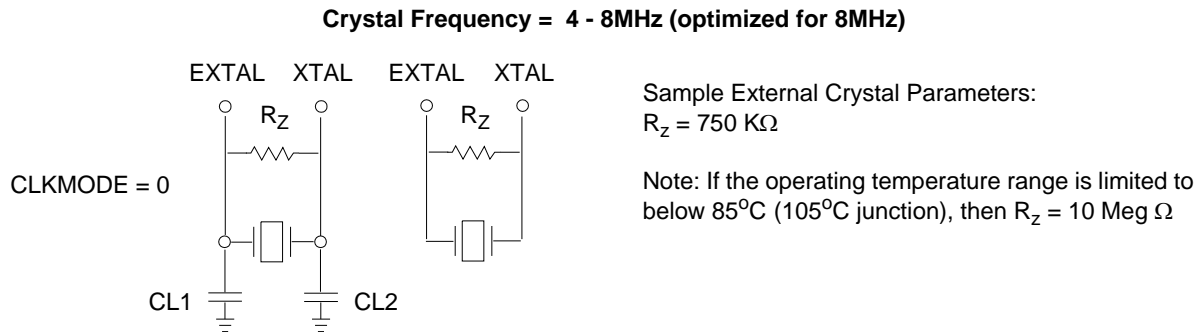 Crystal Frequency = 4 - 8MHz (optimized for 8MHz)
EXTAL XTAL EXTAL XTAL
R_Z R_Z
Sample External Crystal Parameters:
R_z = 750 KΩ
CLKMODE = 0
Note: If the operating temperature range is limited to
below 85°C (105°C junction), then R_z = 10 Meg Ω
CL1 CL2